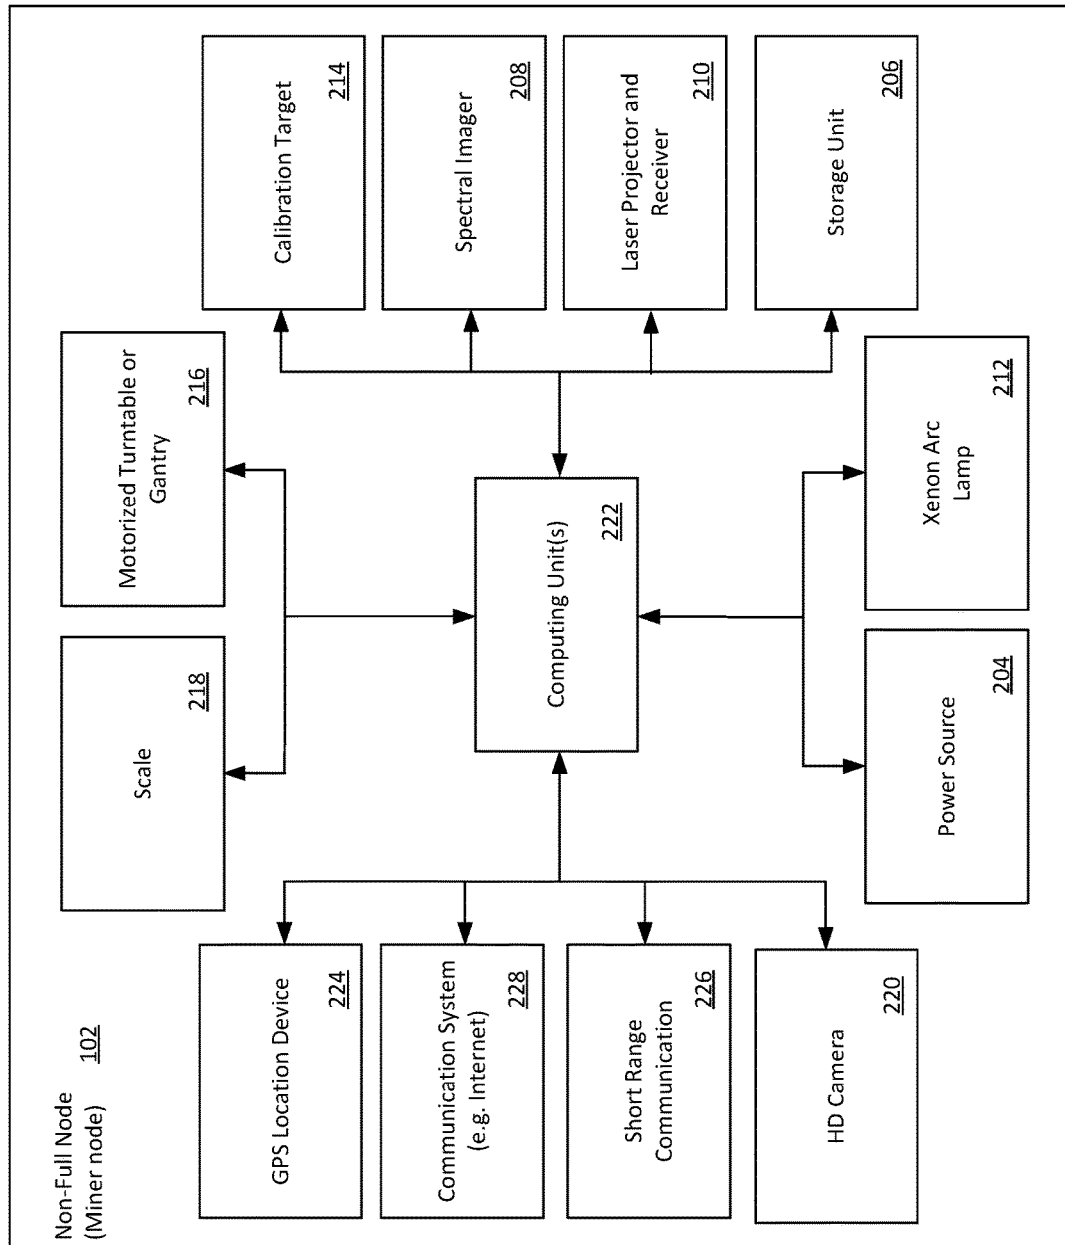 Non-Full Node
(Miner node)
102
Scale
218
Motorized Turntable or
Gantry
216
GPS Location Device
224
Communication System
(e.g. Internet)
228
Short Range
Communication
226
HD Camera
220
Computing Unit(s)
222
Calibration Target
214
Spectral Imager
208
Laser Projector and
Receiver
210
Storage Unit
206
Power Source
204
Xenon Arc
Lamp
212